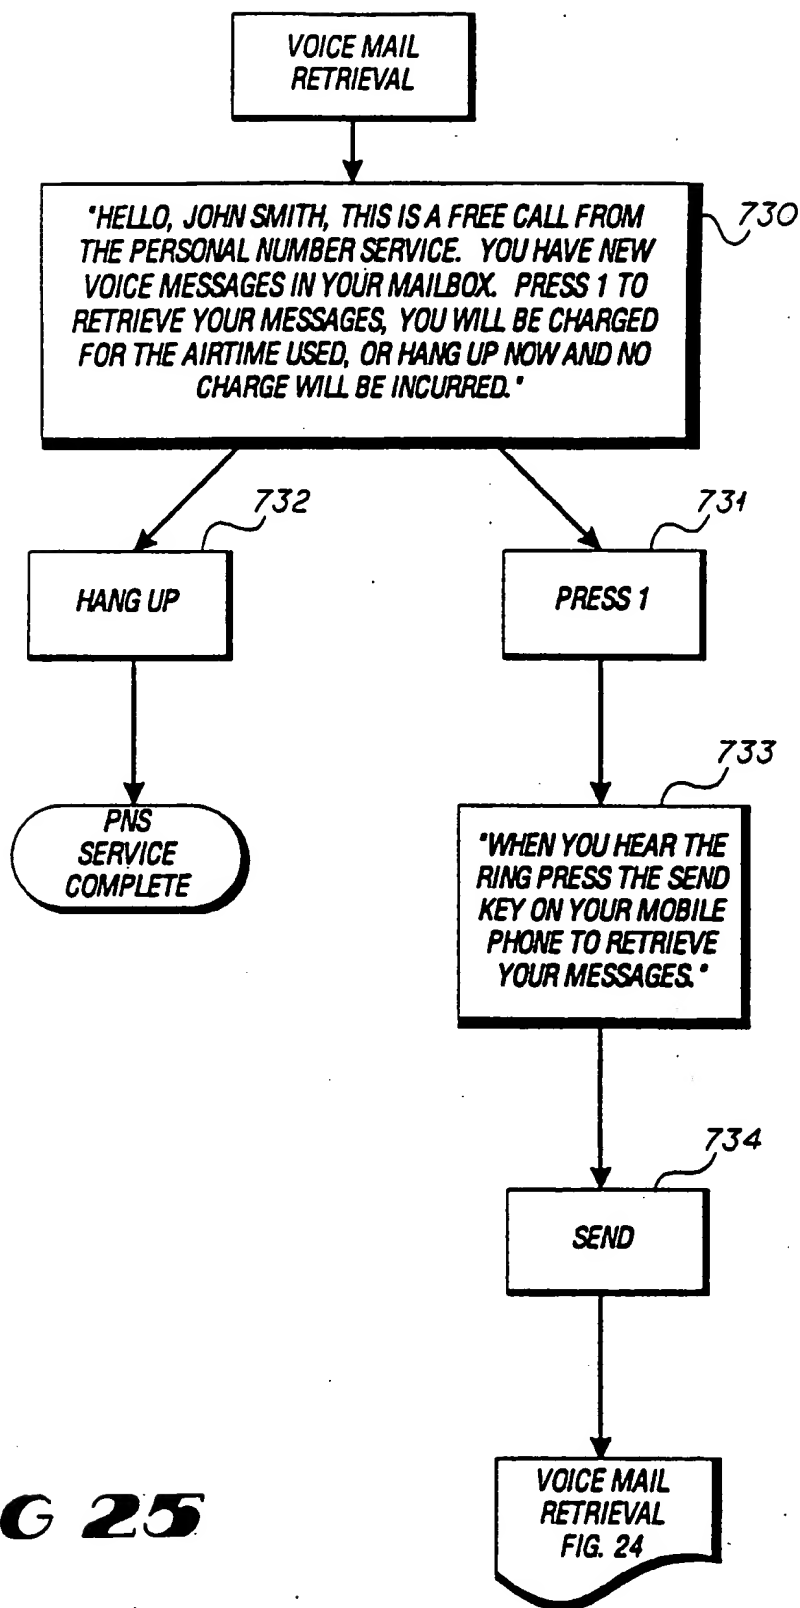 VOICE MAIL
RETRIEVAL
"HELLO, JOHN SMITH, THIS IS A FREE CALL FROM
THE PERSONAL NUMBER SERVICE. YOU HAVE NEW
VOICE MESSAGES IN YOUR MAILBOX. PRESS 1 TO
RETRIEVE YOUR MESSAGES, YOU WILL BE CHARGED
FOR THE AIRTIME USED, OR HANG UP NOW AND NO
CHARGE WILL BE INCURRED."
730
732
HANG UP
731
PRESS 1
PNS
SERVICE
COMPLETE
733
"WHEN YOU HEAR THE
RING PRESS THE SEND
KEY ON YOUR MOBILE
PHONE TO RETRIEVE
YOUR MESSAGES."
734
SEND
VOICE MAIL
RETRIEVAL
FIG. 24
G 25